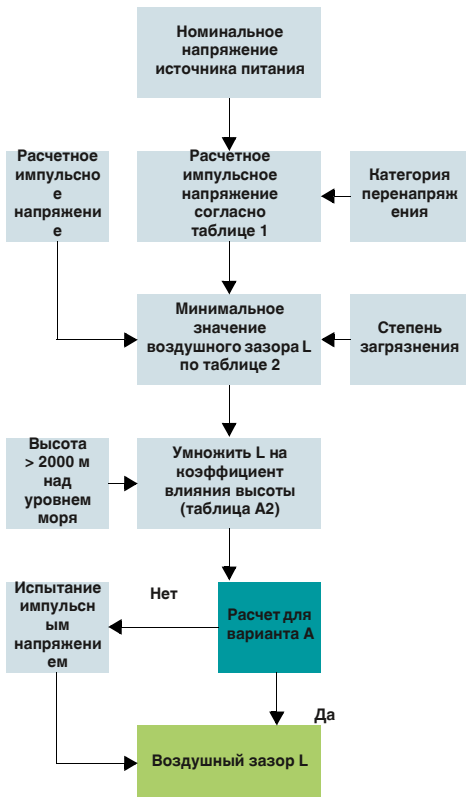 Номинальное
напряжение
источника питания
Расчетное
импульсно
е
напряжени
е
Расчетное
импульсное
напряжение
согласно
таблице 1
Категория
перенапряж
ения
Минимальное
значение
воздушного зазора L
по таблице 2
Степень
загрязнения
Высота
> 2000 м
над
уровнем
моря
Умножить L на
коэффициент
влияния высоты
(таблица А2)
Испытание
импульсн
ым
напряжени
ем
Нет
Расчет для
варианта А
Да
Воздушный зазор L